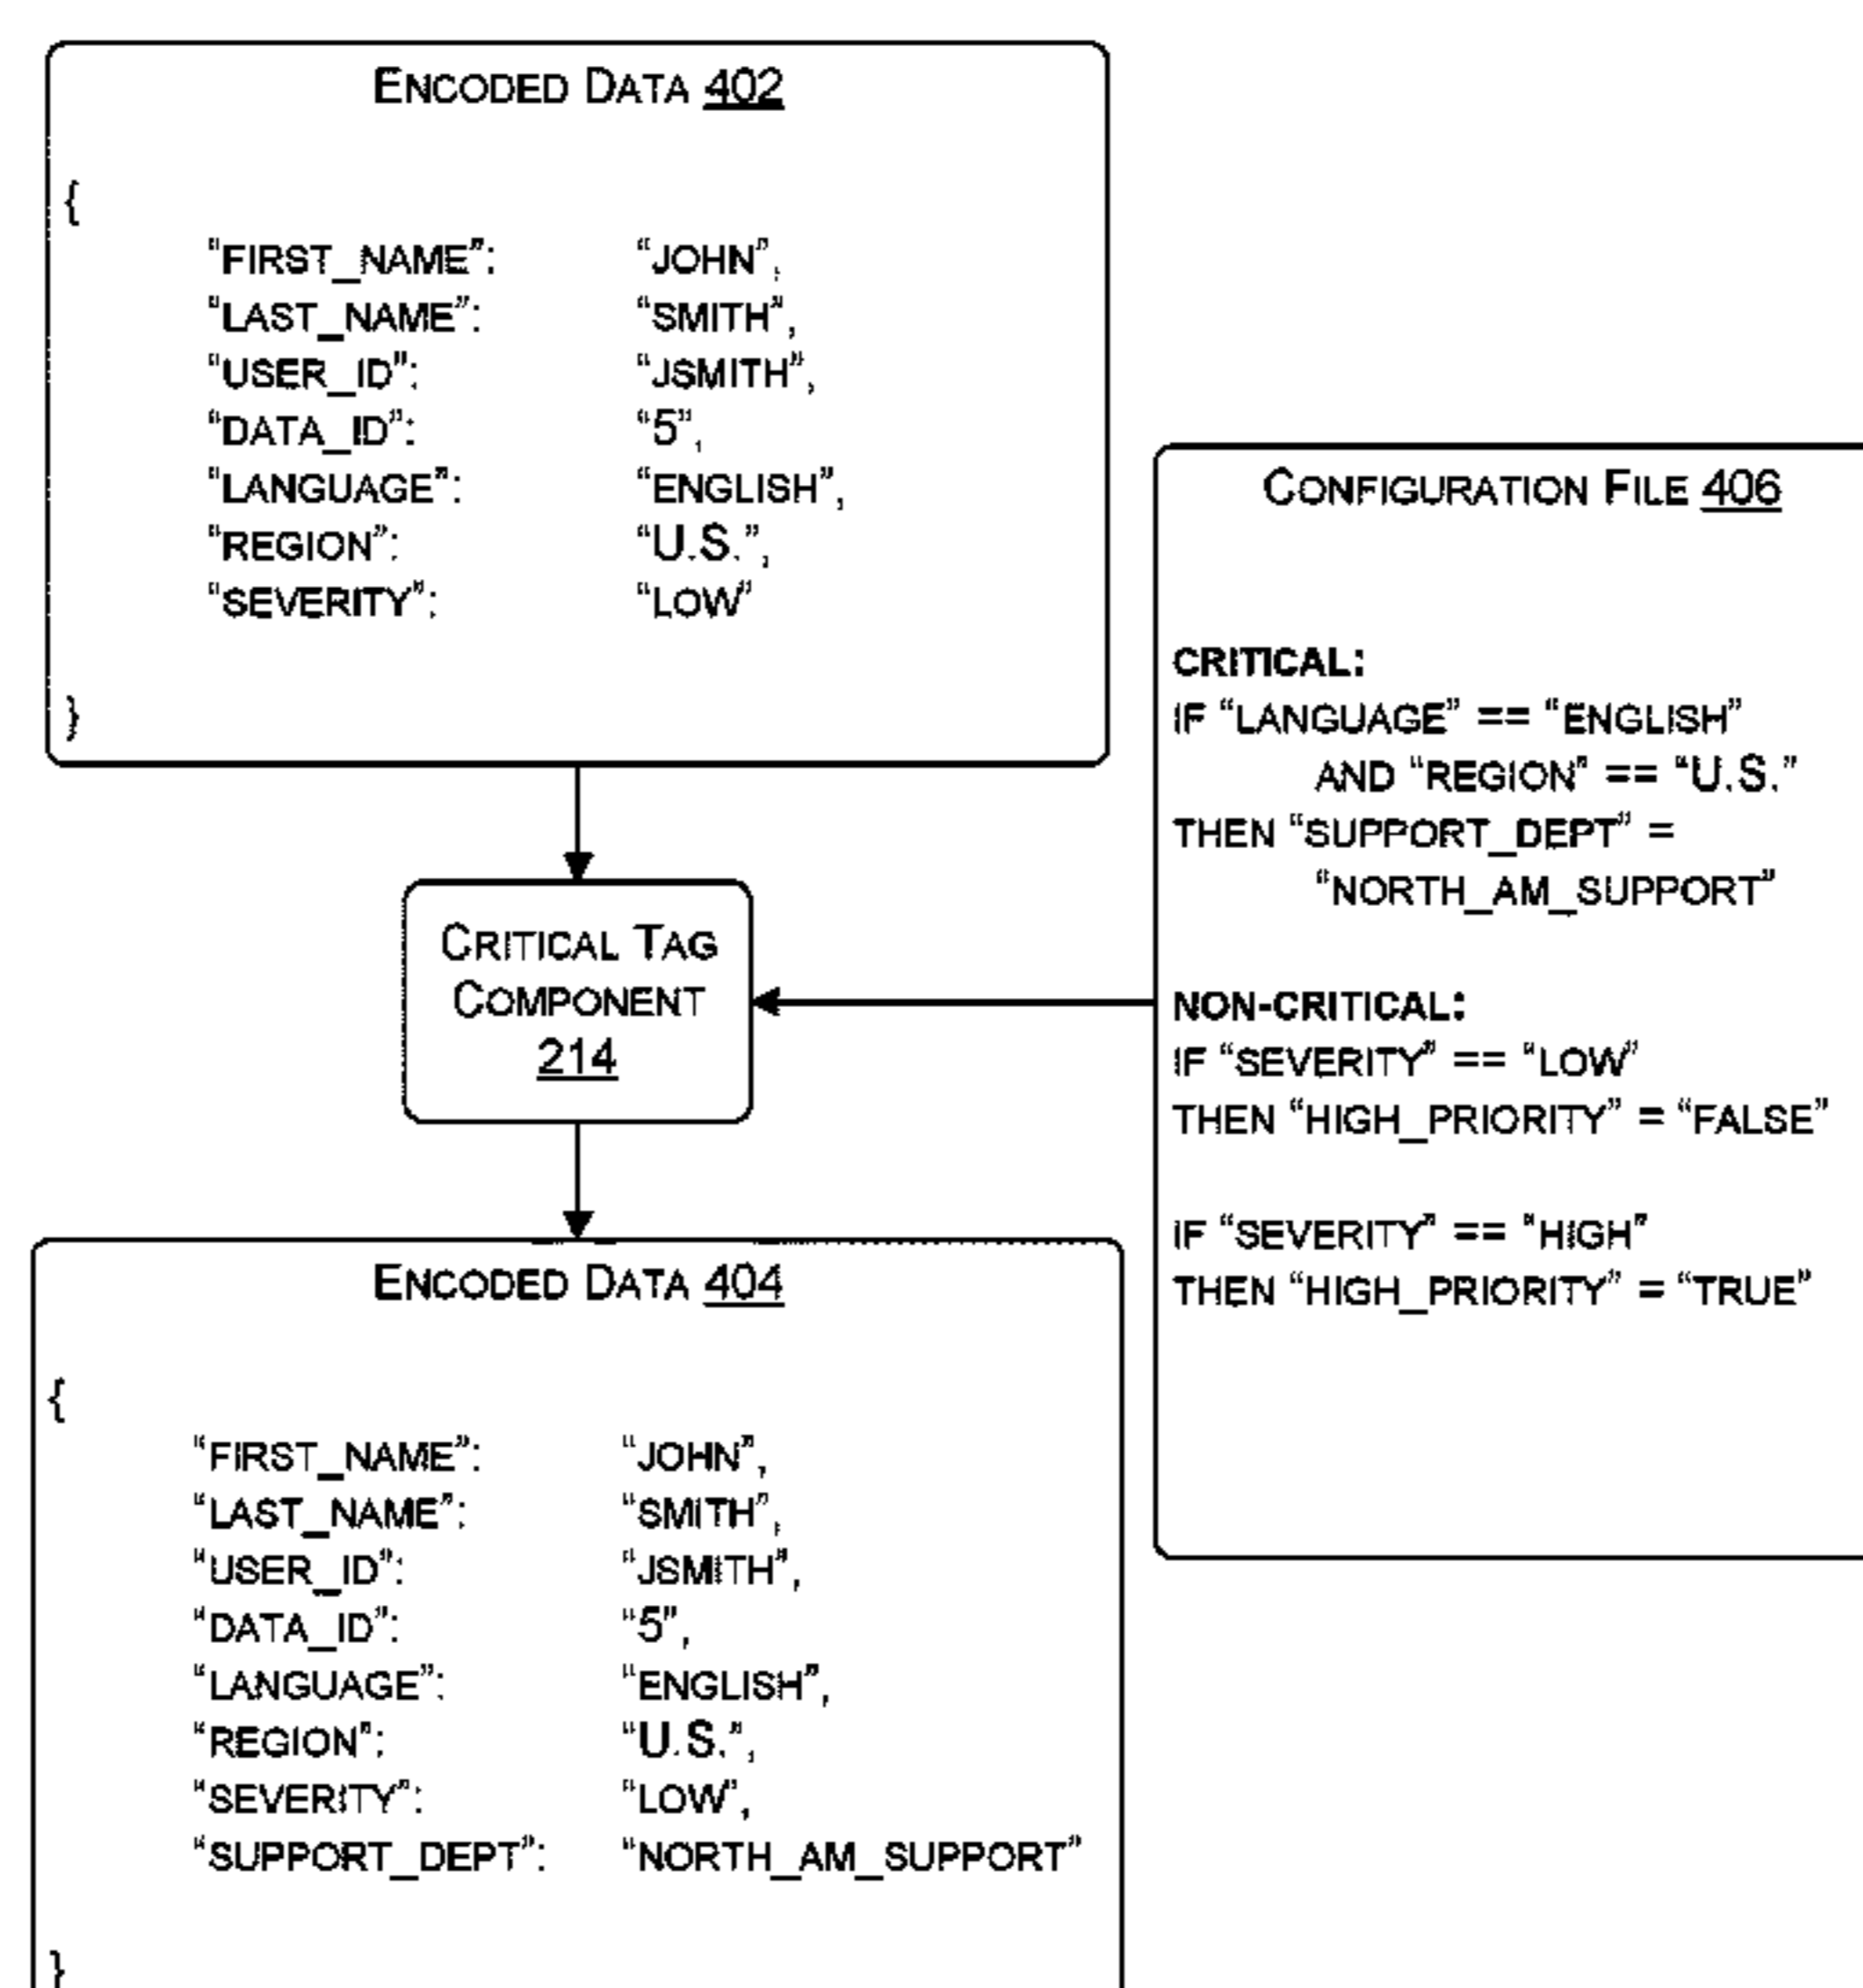 ENCODED DATA 402
{
"FIRST_NAME": "JOHN",
"LAST_NAME": "SMITH",
"USER_ID": "JSMITH",
"DATA_ID": "5",
"LANGUAGE": "ENGLISH",
"REGION": "U.S.",
"SEVERITY": "LOW"
}
CRITICAL TAG
COMPONENT
214
CONFIGURATION FILE 406
CRITICAL:
IF "LANGUAGE" == "ENGLISH"
AND "REGION" == "U.S."
THEN "SUPPORT_DEPT" =
"NORTH_AM_SUPPORT"
NON-CRITICAL:
IF "SEVERITY" == "LOW"
THEN "HIGH_PRIORITY" = "FALSE"
IF "SEVERITY" == "HIGH"
THEN "HIGH_PRIORITY" = "TRUE"
ENCODED DATA 404
{
"FIRST_NAME": "JOHN",
"LAST_NAME": "SMITH",
"USER_ID": "JSMITH",
"DATA_ID": "5",
"LANGUAGE": "ENGLISH",
"REGION": "U.S.",
"SEVERITY": "LOW",
"SUPPORT_DEPT": "NORTH_AM_SUPPORT"
}